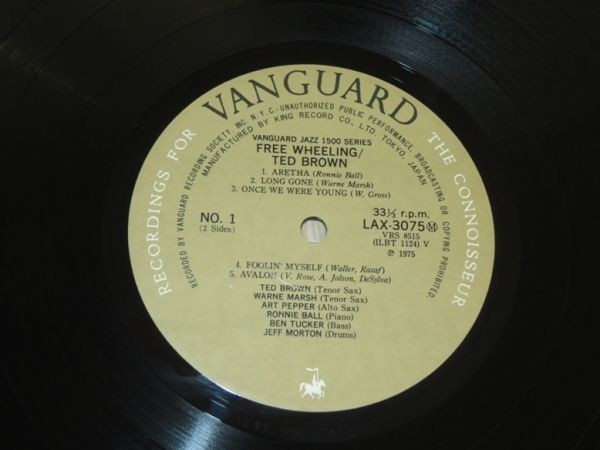 VANGUARD
RECORDINGS FOR THE CONNOISSEUR
RECORDED BY VANGUARD RECORDING SOCIETY, INC. N.Y.C.-UNAUTHORIZED PUBLIC PERFORMANCE, BROADCASTING OR COPYING PROHIBITED
MANUFACTURED BY KING RECORD CO., LTD. TOKYO, JAPAN
VANGUARD JAZZ 1500 SERIES
FREE WHEELING/
TED BROWN
1. ARETHA (Ronnie Ball)
2. LONG GONE (Warne Marsh)
3. ONCE WE WERE YOUNG (W. Gross)
NO. 1
(2 Sides)
33⅓ r.p.m.
LAX-3075 Ⓜ
VRS 8515
(ILBT 1124) V
℗ 1975
4. FOOLIN' MYSELF (Waller, Razaf)
5. AVALON (V. Rose, A. Jolson, DeSylva)
TED BROWN (Tenor Sax)
WARNE MARSH (Tenor Sax)
ART PEPPER (Alto Sax)
RONNIE BALL (Piano)
BEN TUCKER (Bass)
JEFF MORTON (Drums)